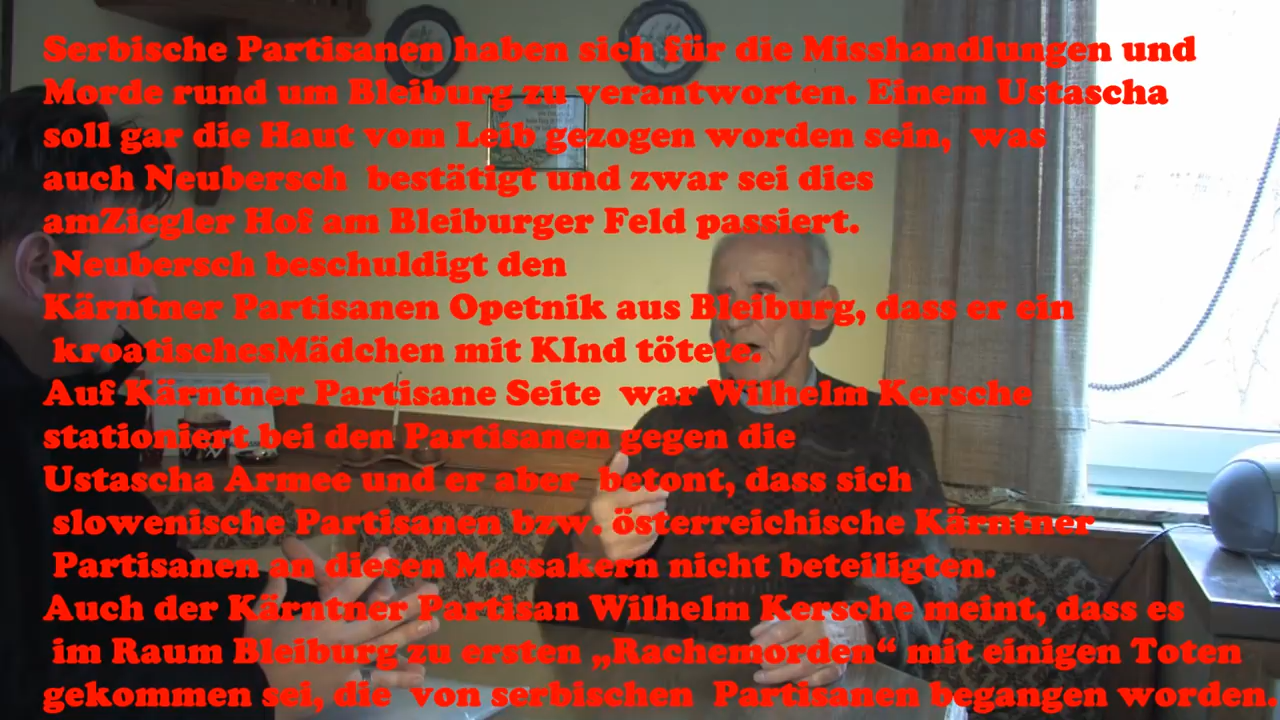 Serbische Partisanen haben sich für die Misshandlungen und
Morde rund um Bleiburg zu verantworten. Einem Ustascha
soll gar die Haut vom Leib gezogen worden sein, was
auch Neubersch bestätigt und zwar sei dies
amZiegler Hof am Bleiburger Feld passiert.
Neubersch beschuldigt den
Kärntner Partisanen Opetnik aus Bleiburg, dass er ein
kroatischesMädchen mit KInd tötete.
Auf Kärntner Partisane Seite war Wilhelm Kersche
stationiert bei den Partisanen gegen die
Ustascha Armee und er aber betont, dass sich
slowenische Partisanen bzw. österreichische Kärntner
Partisanen an diesen Massakern nicht beteiligten.
Auch der Kärntner Partisan Wilhelm Kersche meint, dass es
im Raum Bleiburg zu ersten „Rachemorden“ mit einigen Toten
gekommen sei, die von serbischen Partisanen begangen worden.